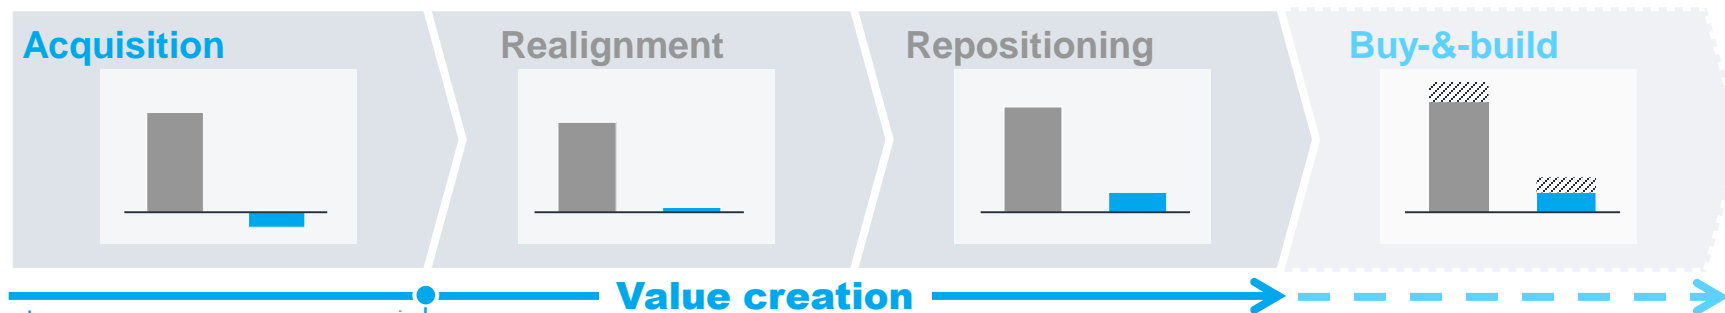 Acquisition
Realignment
Repositioning
Buy-&-build
Value creation